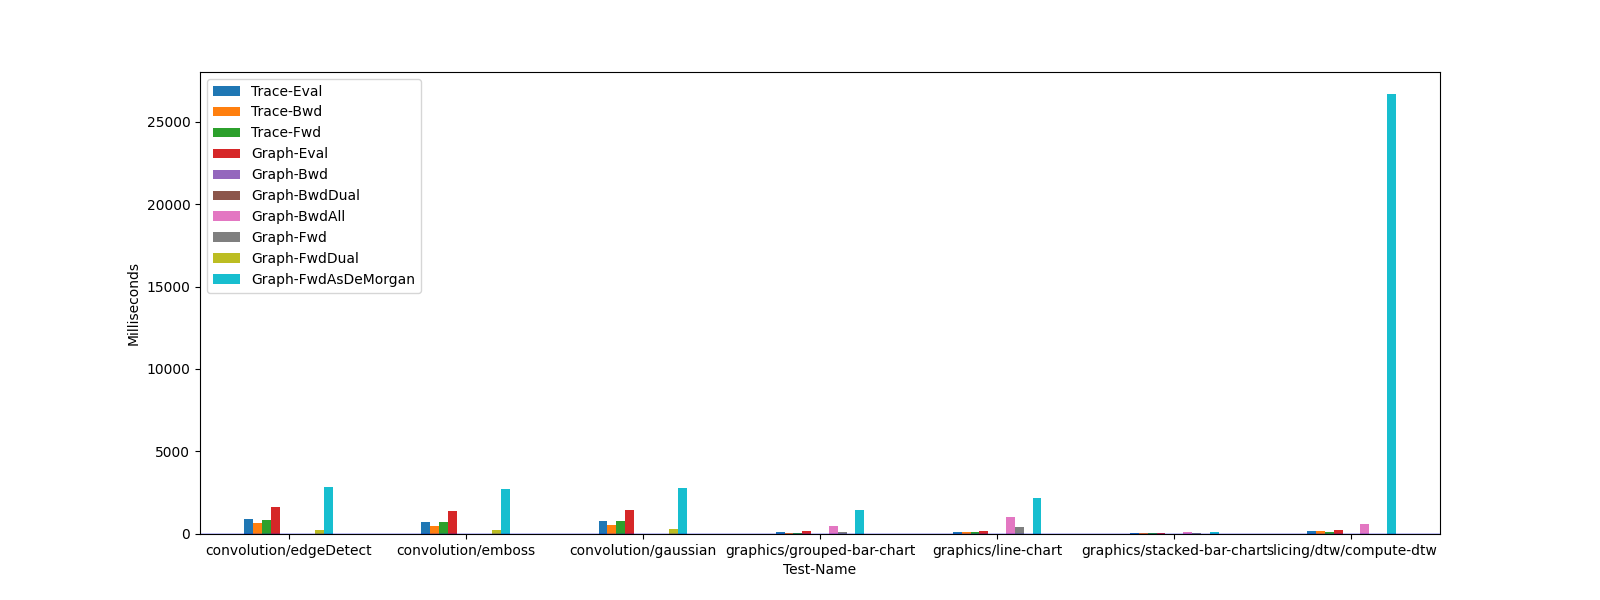 Trace-Eval
Trace-Bwd
Trace-Fwd
Graph-Eval
Graph-Bwd
Graph-BwdDual
Graph-BwdAll
Graph-Fwd
Graph-FwdDual
Graph-FwdAsDeMorgan
25000
20000
15000
10000
5000
0
Milliseconds
convolution/edgeDetect
convolution/emboss
convolution/gaussian
graphics/grouped-bar-chart
graphics/line-chart
graphics/stacked-bar-chart
slicing/dtw/compute-dtw
Test-Name